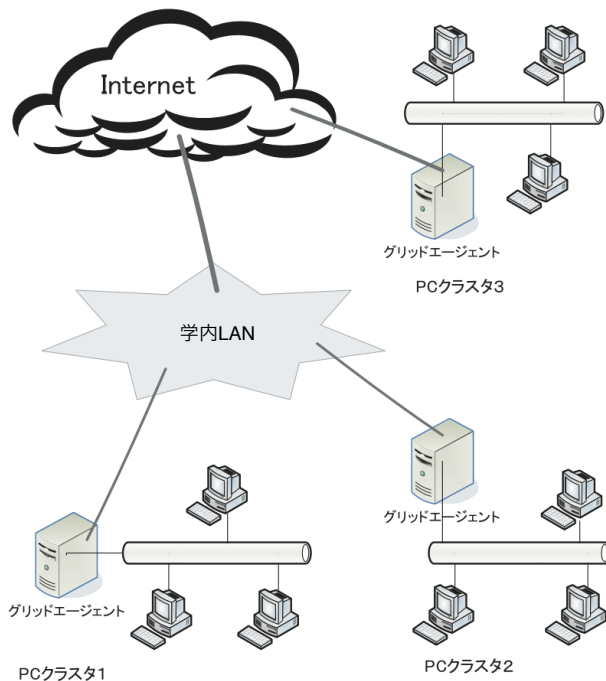 Internet
グリッドエージェント
PCクラスタ3
学内LAN
グリッドエージェント
グリッドエージェント
PCクラスタ1
PCクラスタ2